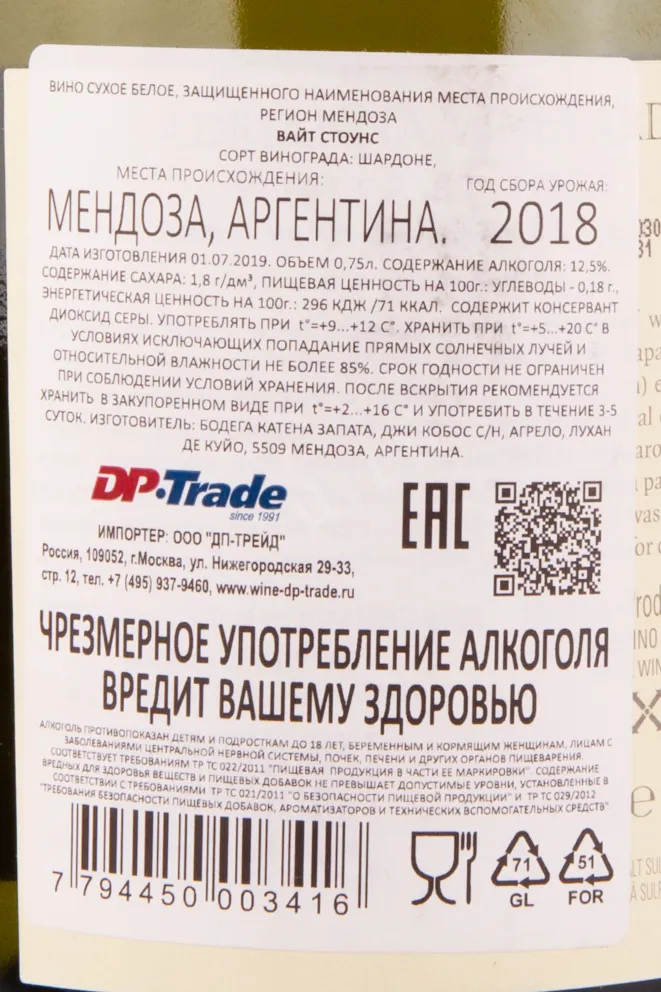 ВИНО СУХОЕ БЕЛОЕ, ЗАЩИЩЕННОГО НАИМЕНОВАНИЯ МЕСТА ПРОИСХОЖДЕНИЯ,
РЕГИОН МЕНДОЗА
ВАЙТ СТОУНС
СОРТ ВИНОГРАДА: ШАРДОНЕ,
МЕСТА ПРОИСХОЖДЕНИЯ: ГОД СБОРА УРОЖАЯ:
МЕНДОЗА, АРГЕНТИНА. 2018
ДАТА ИЗГОТОВЛЕНИЯ 01.07.2019. ОБЪЕМ 0,75л. СОДЕРЖАНИЕ АЛКОГОЛЯ: 12,5%.
СОДЕРЖАНИЕ САХАРА: 1,8 г/дм³, ПИЩЕВАЯ ЦЕННОСТЬ НА 100г.: УГЛЕВОДЫ - 0,18 г.,
ЭНЕРГЕТИЧЕСКАЯ ЦЕННОСТЬ НА 100г.: 296 КДЖ /71 ККАЛ. СОДЕРЖИТ КОНСЕРВАНТ
ДИОКСИД СЕРЫ. УПОТРЕБЛЯТЬ ПРИ t°=+9...+12 C°. ХРАНИТЬ ПРИ t°=+5...+20 C° В
УСЛОВИЯХ ИСКЛЮЧАЮЩИХ ПОПАДАНИЕ ПРЯМЫХ СОЛНЕЧНЫХ ЛУЧЕЙ И
ОТНОСИТЕЛЬНОЙ ВЛАЖНОСТИ НЕ БОЛЕЕ 85%. СРОК ГОДНОСТИ НЕ ОГРАНИЧЕН
ПРИ СОБЛЮДЕНИИ УСЛОВИЙ ХРАНЕНИЯ. ПОСЛЕ ВСКРЫТИЯ РЕКОМЕНДУЕТСЯ
ХРАНИТЬ В ЗАКУПОРЕННОМ ВИДЕ ПРИ t°=+2...+16 C° И УПОТРЕБИТЬ В ТЕЧЕНИЕ 3-5
СУТОК. ИЗГОТОВИТЕЛЬ: БОДЕГА КАТЕНА ЗАПАТА, ДЖИ КОБОС С/Н, АГРЕЛО, ЛУХАН
ДЕ КУЙО, 5509 МЕНДОЗА, АРГЕНТИНА.
DP·Trade
since 1991
ЕАС
ИМПОРТЕР: ООО "ДП-ТРЕЙД"
Россия, 109052, г.Москва, ул. Нижегородская 29-33,
стр. 12, тел. +7 (495) 937-9460, www.wine-dp-trade.ru
ЧРЕЗМЕРНОЕ УПОТРЕБЛЕНИЕ АЛКОГОЛЯ
ВРЕДИТ ВАШЕМУ ЗДОРОВЬЮ
АЛКОГОЛЬ ПРОТИВОПОКАЗАН ДЕТЯМ И ПОДРОСТКАМ ДО 18 ЛЕТ, БЕРЕМЕННЫМ И КОРМЯЩИМ ЖЕНЩИНАМ, ЛИЦАМ С
ЗАБОЛЕВАНИЯМИ ЦЕНТРАЛЬНОЙ НЕРВНОЙ СИСТЕМЫ, ПОЧЕК, ПЕЧЕНИ И ДРУГИХ ОРГАНОВ ПИЩЕВАРЕНИЯ.
СООТВЕТСТВУЕТ ТРЕБОВАНИЯМ ТР ТС 022/2011 "ПИЩЕВАЯ ПРОДУКЦИЯ В ЧАСТИ ЕЕ МАРКИРОВКИ". СОДЕРЖАНИЕ
ВРЕДНЫХ ДЛЯ ЗДОРОВЬЯ ВЕЩЕСТВ И ПИЩЕВЫХ ДОБАВОК НЕ ПРЕВЫШАЕТ ДОПУСТИМЫЕ УРОВНИ, УСТАНОВЛЕННЫЕ В
СООТВЕТСТВИИ С ТРЕБОВАНИЯМИ ТР ТС 021/2011 "О БЕЗОПАСНОСТИ ПИЩЕВОЙ ПРОДУКЦИИ" И ТР ТС 029/2012
"ТРЕБОВАНИЯ БЕЗОПАСНОСТИ ПИЩЕВЫХ ДОБАВОК, АРОМАТИЗАТОРОВ И ТЕХНИЧЕСКИХ ВСПОМОГАТЕЛЬНЫХ СРЕДСТВ"
7 794450 003416
71 51
GL FOR